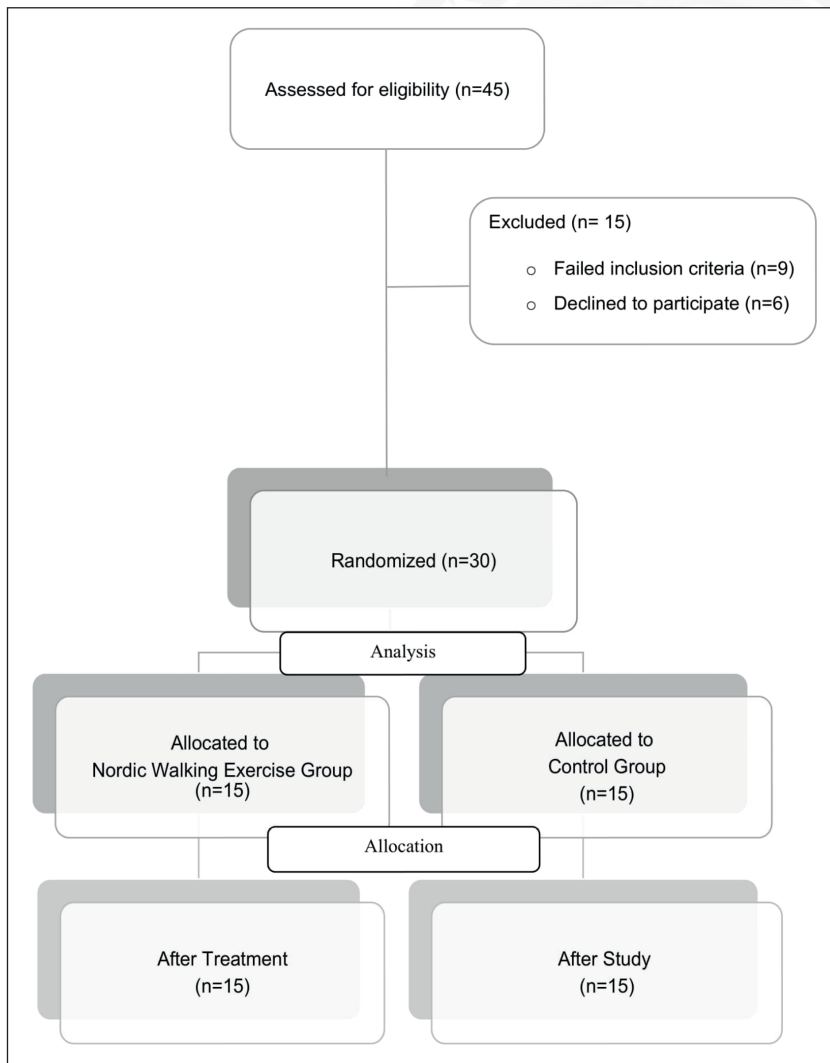 Assessed for eligibility (n=45)
Excluded (n= 15)
o Failed inclusion criteria (n=9)
o Declined to participate (n=6)
Randomized (n=30)
Analysis
Allocated to
Nordic Walking Exercise Group
(n=15)
Allocated to
Control Group
(n=15)
Allocation
After Treatment
(n=15)
After Study
(n=15)